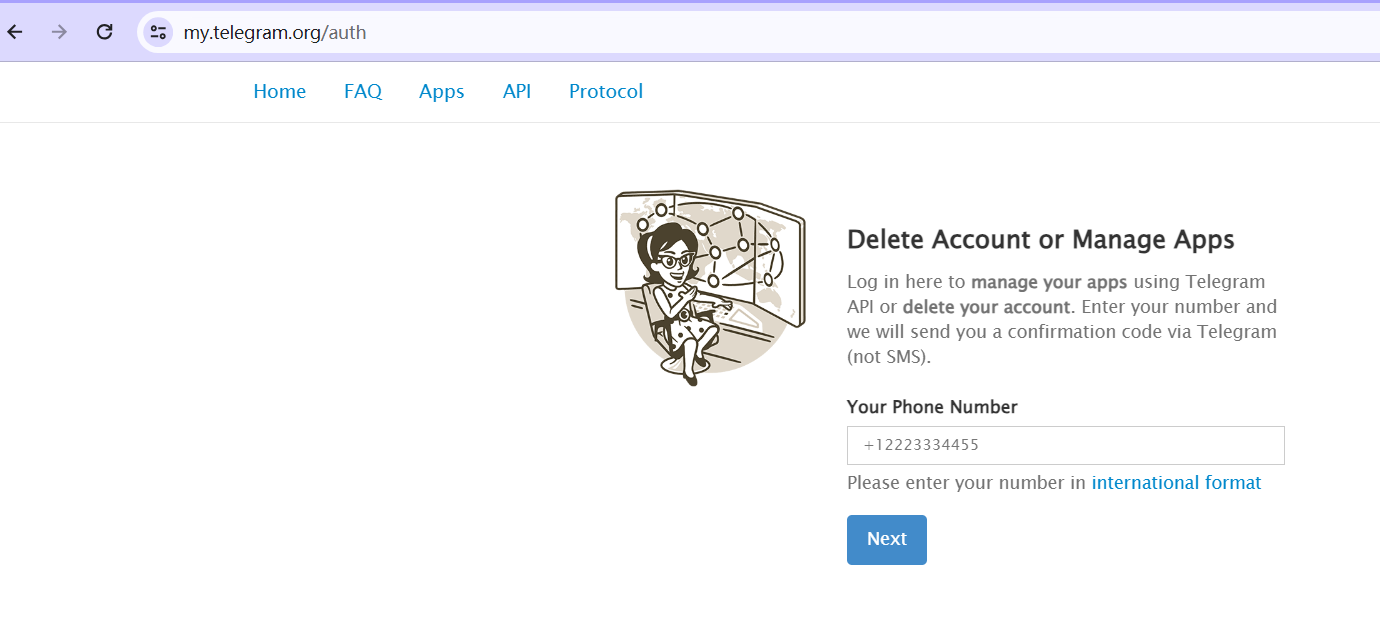 my.telegram.org/auth
Home FAQ Apps API Protocol
Delete Account or Manage Apps
Log in here to manage your apps using Telegram
API or delete your account. Enter your number and
we will send you a confirmation code via Telegram
(not SMS).
Your Phone Number
+12223334455
Please enter your number in international format
Next